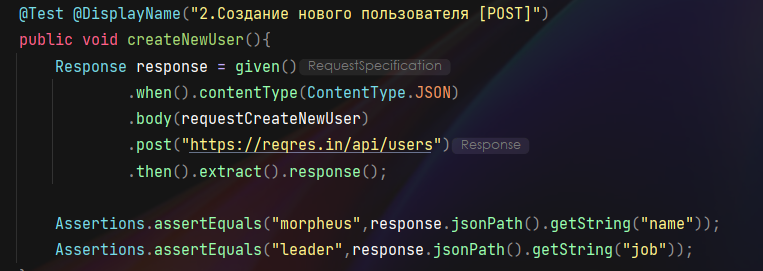 @Test @DisplayName("2.Создание нового пользователя [POST]")
public void createNewUser(){
Response response = given() RequestSpecification
.when().contentType(ContentType.JSON)
.body(requestCreateNewUser)
.post("https://reqres.in/api/users") Response
.then().extract().response();
Assertions.assertEquals("morpheus",response.jsonPath().getString("name"));
Assertions.assertEquals("leader",response.jsonPath().getString("job"));